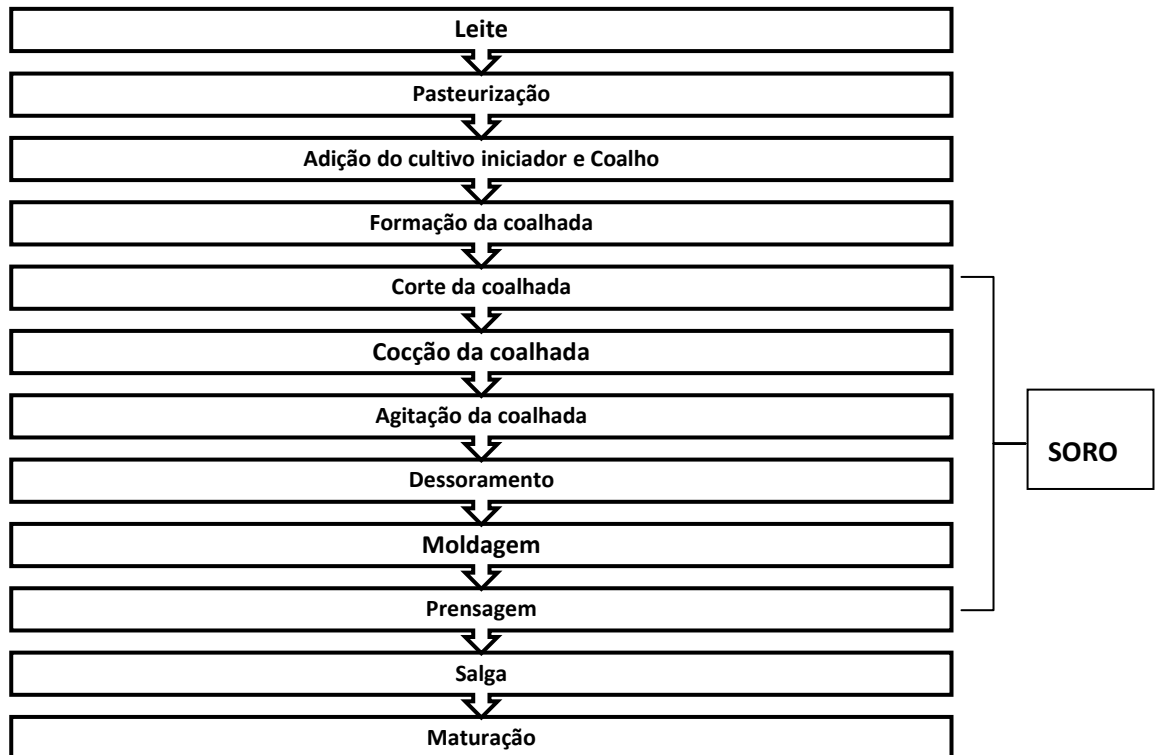 Leite
Pasteurização
Adição do cultivo iniciador e Coalho
Formação da coalhada
Corte da coalhada
Cocção da coalhada
Agitação da coalhada
Dessoramento
Moldagem
Prensagem
Salga
Maturação
SORO